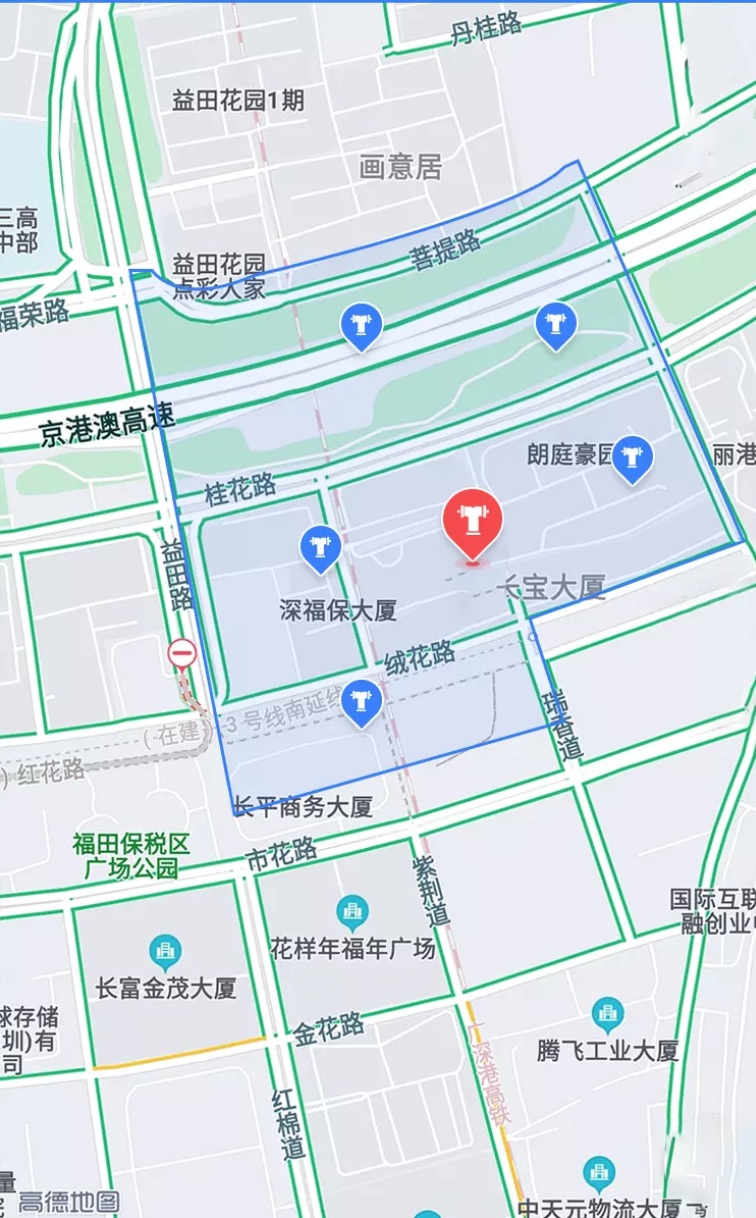 丹桂路
益田花园1期
画意居
三高
中部
菩提路
益田花园
点彩人家
福荣路
京港澳高速
朗庭豪园
丽港
桂花路
益田路
长宝大厦
深福保大厦
绒花路
(在建)3号线南延线
瑞香道
)红花路
长平商务大厦
福田保税区
广场公园
市花路
紫荆道
国际互联
融创业中
花样年福年广场
长富金茂大厦
球存储
圳)有
司
金花路
广深港高铁
腾飞工业大厦
红棉道
量
高德地图
中天元物流大厦